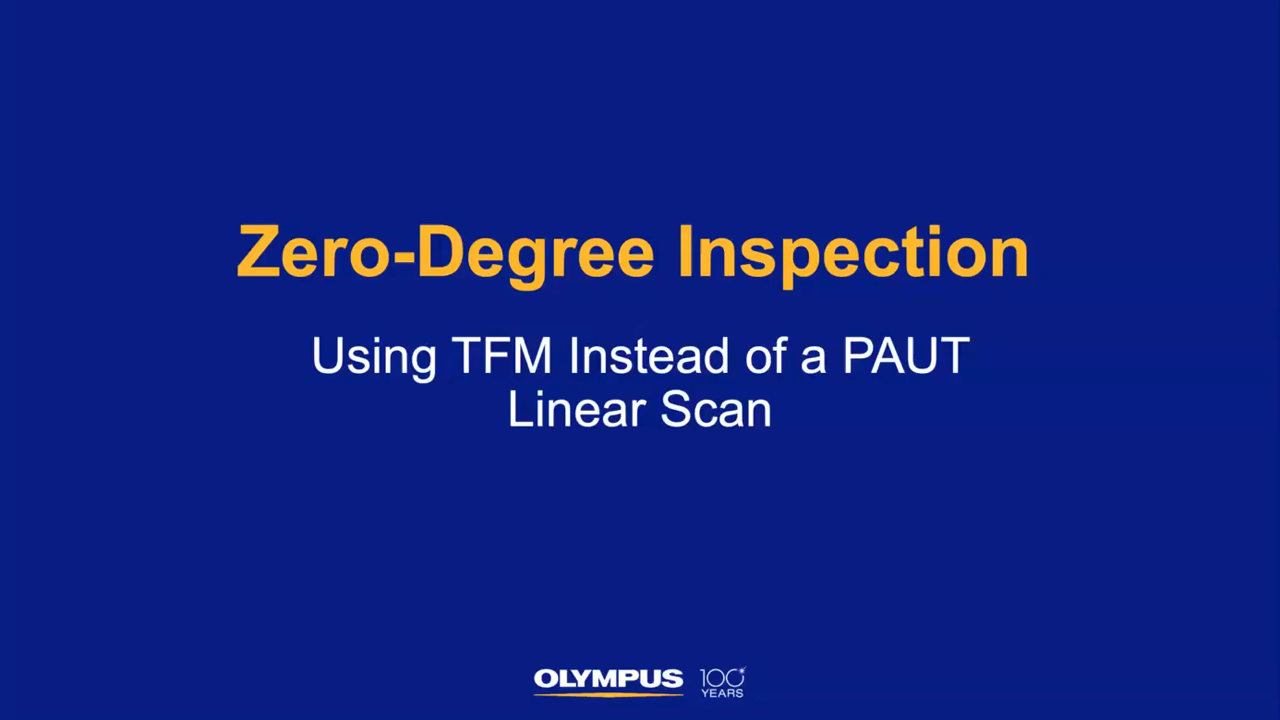 Zero-Degree Inspection
Using TFM Instead of a PAUT
Linear Scan
OLYMPUS 100
YEARS